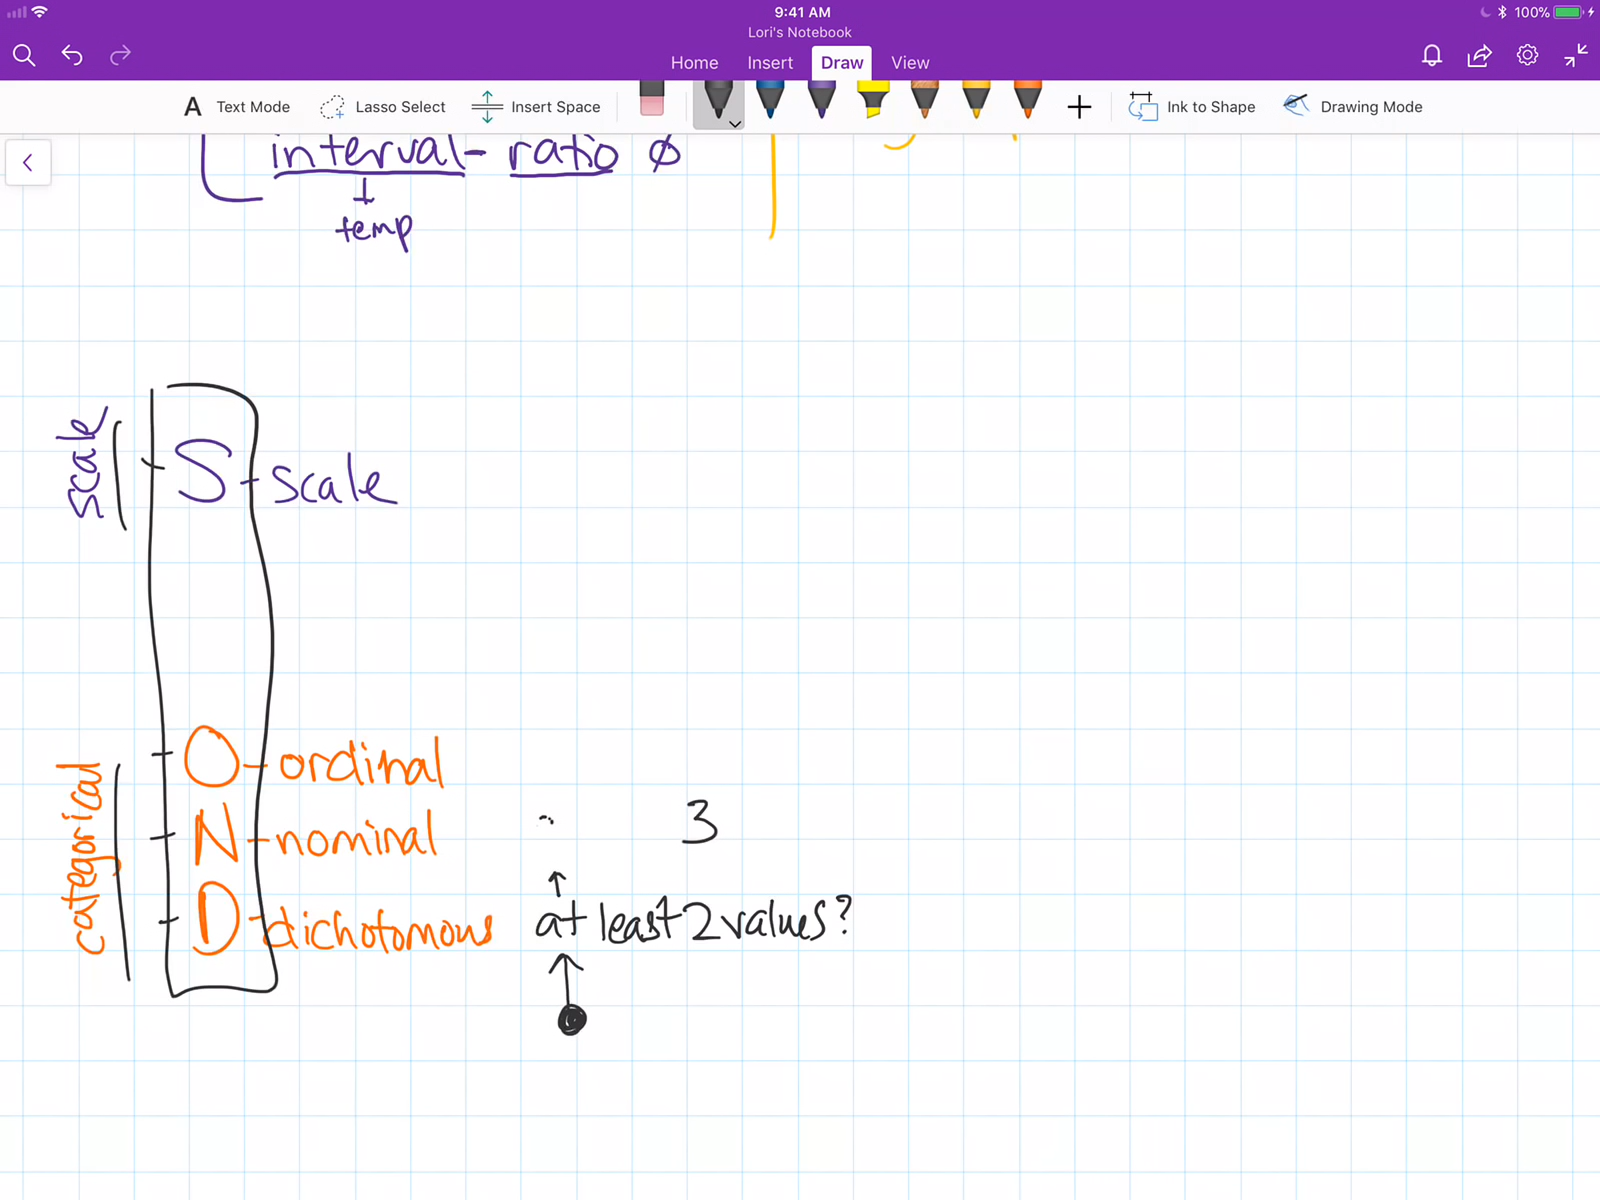 9:41 AM
100%
Lori's Notebook
Home Insert Draw View
A Text Mode Lasso Select Insert Space Ink to Shape Drawing Mode
interval - ratio ϕ
temp
scale
S - scale
categorical
O - ordinal
N - nominal 3
D - dichotomous at least 2 values?